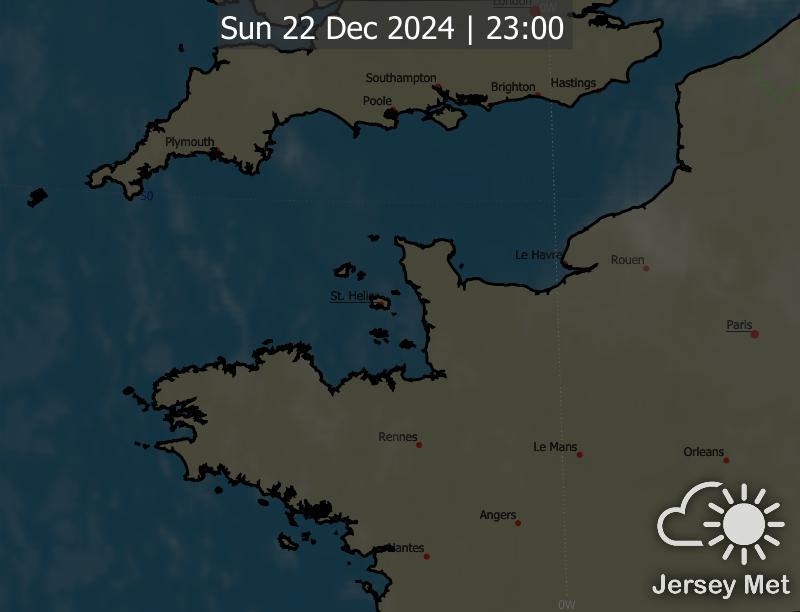 London
0W
Sun 22 Dec 2024 | 23:00
Southampton
Brighton
Hastings
Poole
Plymouth
50
Le Havre
Rouen
St. Helier
Paris
Rennes
Le Mans
Orleans
Angers
Nantes
Jersey Met
0W